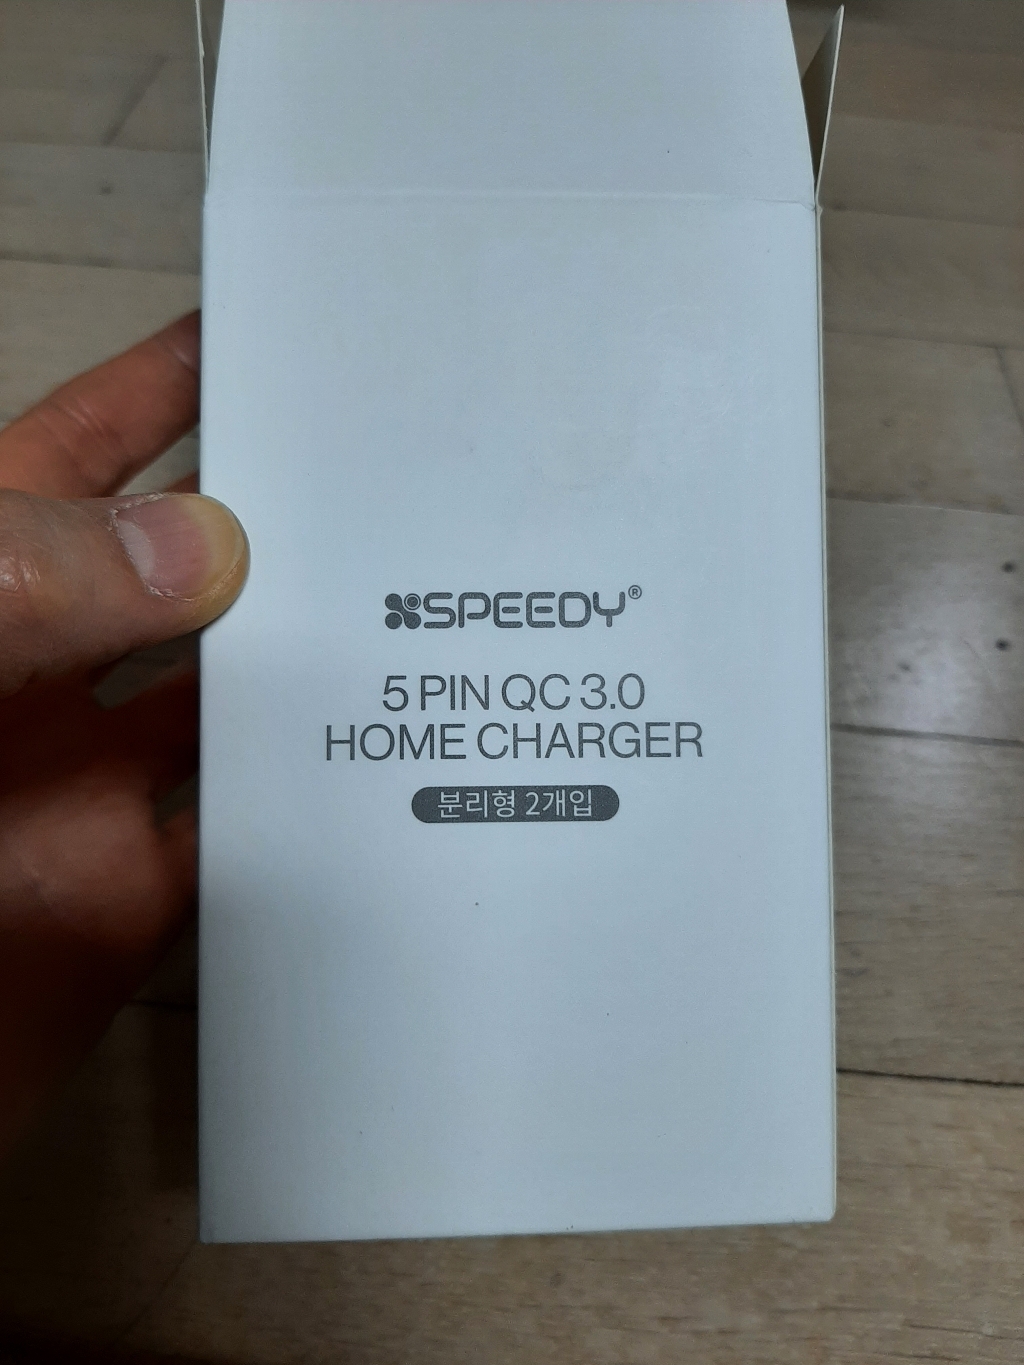 SPEEDY®
5 PIN QC 3.0
HOME CHARGER
분리형 2개입